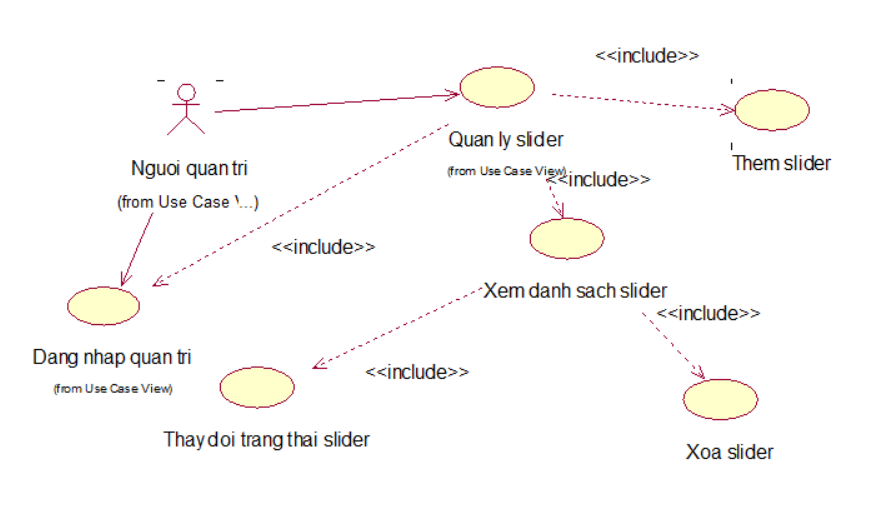 <<include>>
Quan ly slider
(from Use Case View)
Them slider
Nguoi quan tri
(from Use Case V...)
<<include>>
<<include>>
Xem danh sach slider
<<include>>
Dang nhap quan tri
(from Use Case View)
<<include>>
Thay doi trang thai slider
Xoa slider